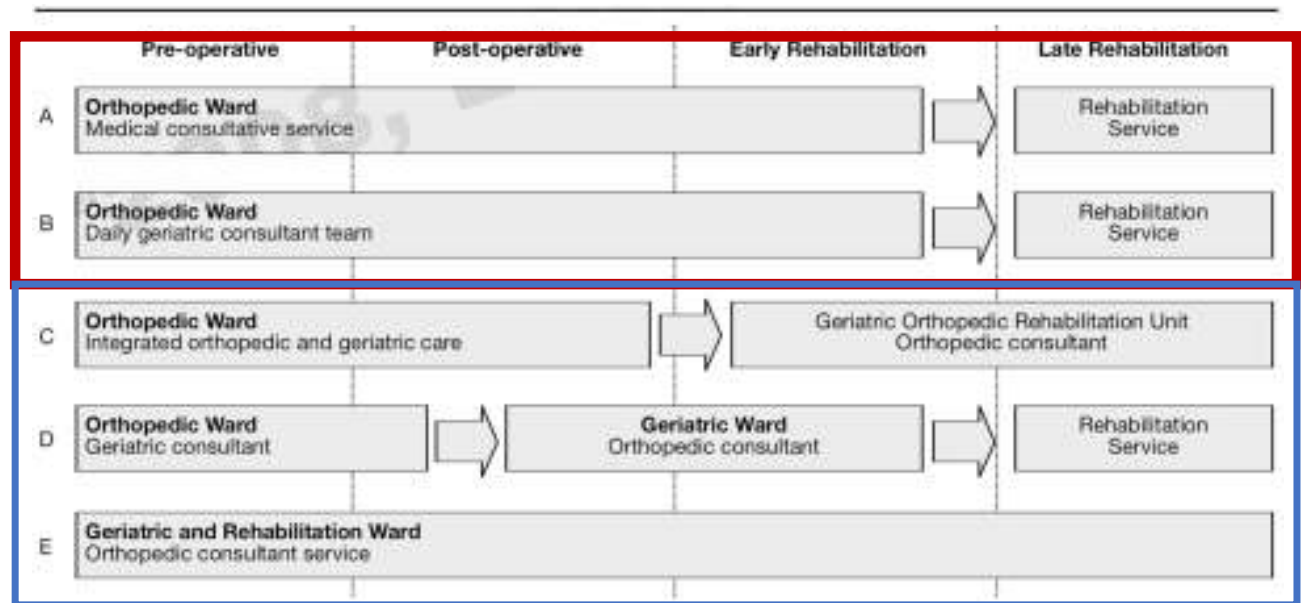 Pre-operative Post-operative Early Rehabilitation Late Rehabilitation
A
Orthopedic Ward
Medical consultative service
Rehabilitation
Service
B
Orthopedic Ward
Daily geriatric consultant team
Rehabilitation
Service
C
Orthopedic Ward
Integrated orthopedic and geriatric care
Geriatric Orthopedic Rehabilitation Unit
Orthopedic consultant
D
Orthopedic Ward
Geriatric consultant
Geriatric Ward
Orthopedic consultant
Rehabilitation
Service
E
Geriatric and Rehabilitation Ward
Orthopedic consultant service